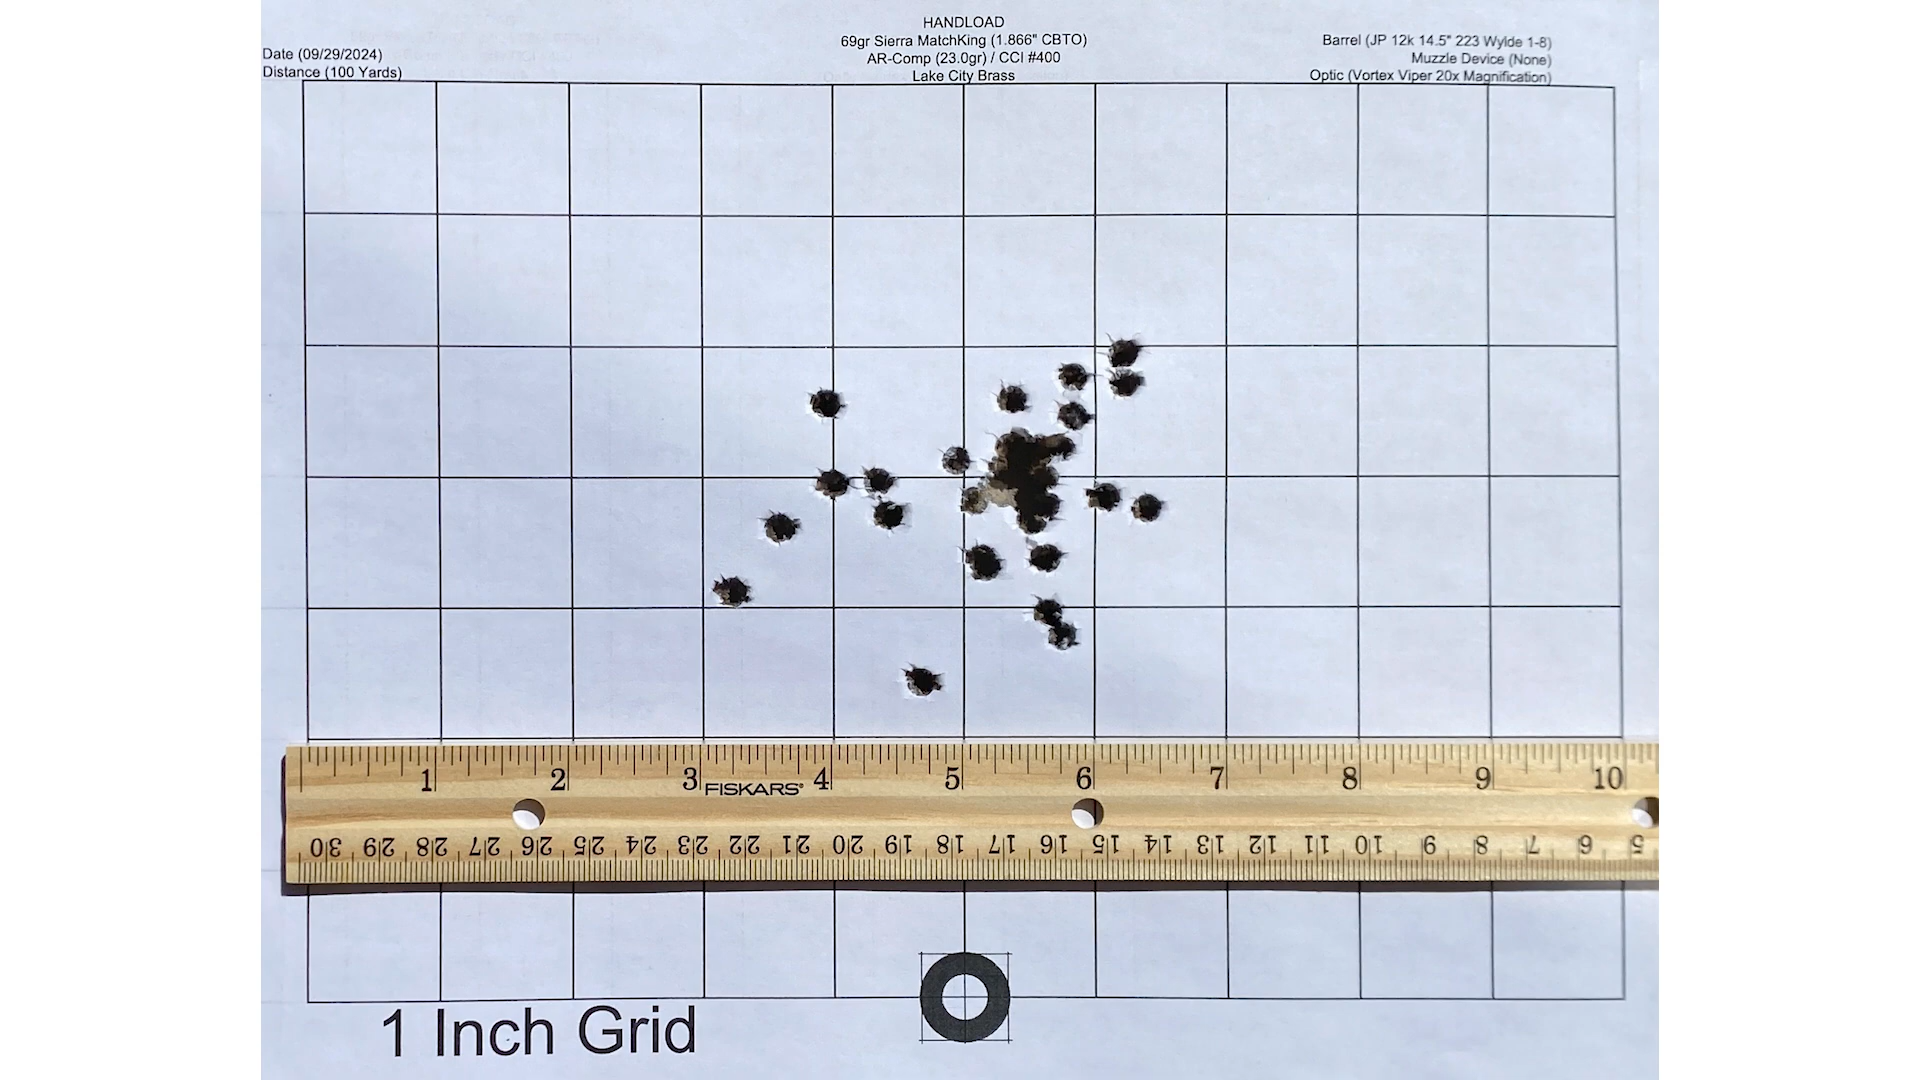 HANDLOAD
69gr Sierra MatchKing (1.866" CBTO)
AR-Comp (23.0gr) / CCI #400
Lake City Brass
Date (09/29/2024)
Distance (100 Yards)
Barrel (JP 12k 14.5" 223 Wylde 1-8)
Muzzle Device (None)
Optic (Vortex Viper 20x Magnification)
1 2 3 4 5 6 7 8 9 10
FISKARS®
30 29 28 27 26 25 24 23 22 21 20 19 18 17 16 15 14 13 12 11 10 9 8 7 6 5
1 Inch Grid